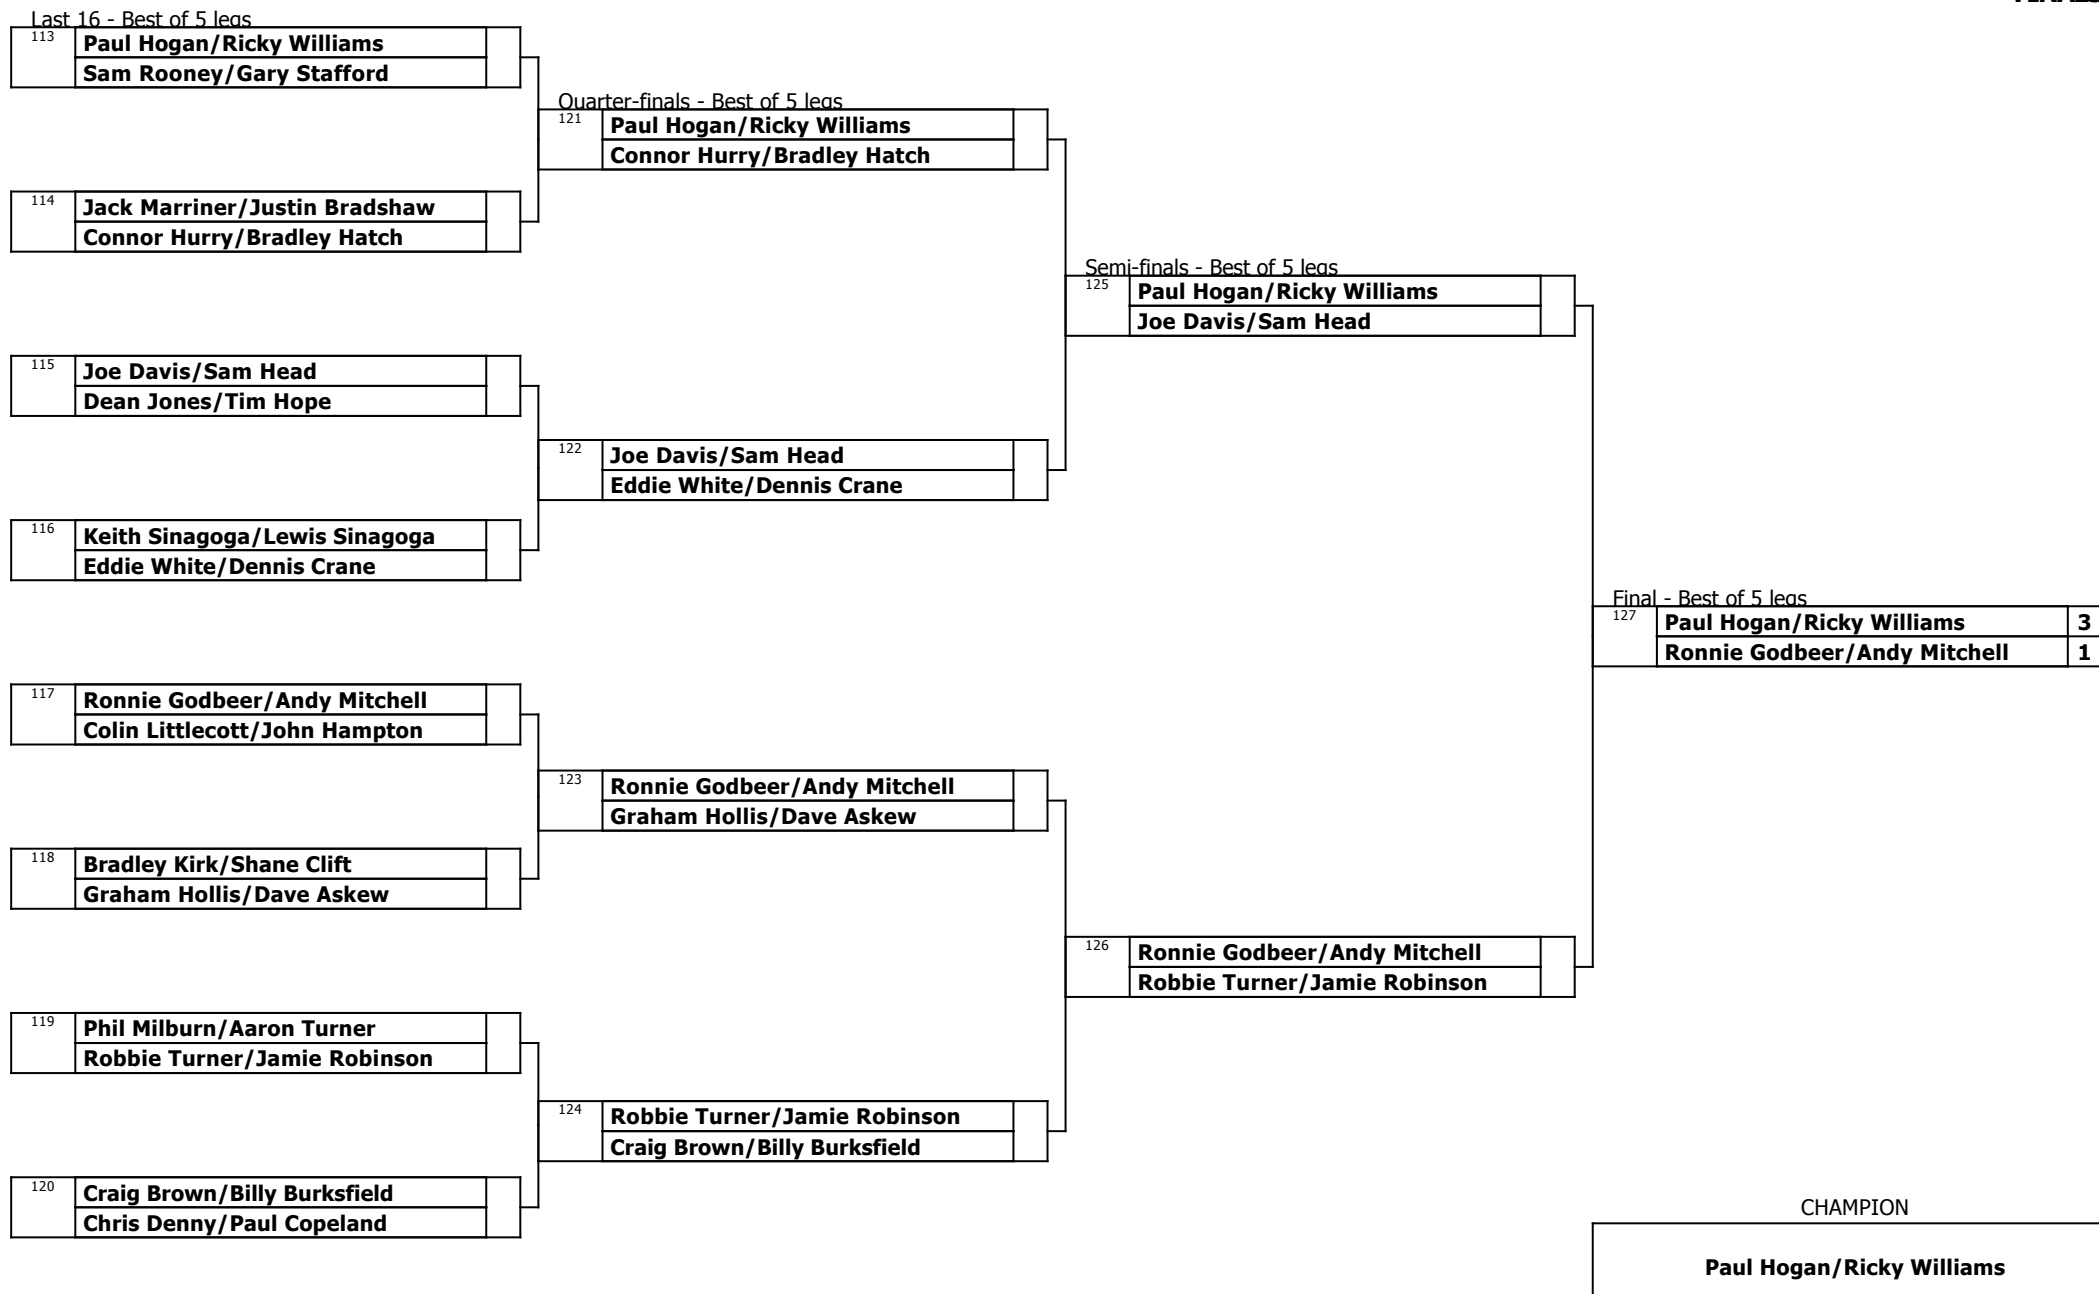 Last 16 - Best of 5 legs
113
Paul Hogan/Ricky Williams
Sam Rooney/Gary Stafford
114
Jack Marriner/Justin Bradshaw
Connor Hurry/Bradley Hatch
115
Joe Davis/Sam Head
Dean Jones/Tim Hope
116
Keith Sinagoga/Lewis Sinagoga
Eddie White/Dennis Crane
117
Ronnie Godbeer/Andy Mitchell
Colin Littlecott/John Hampton
118
Bradley Kirk/Shane Clift
Graham Hollis/Dave Askew
119
Phil Milburn/Aaron Turner
Robbie Turner/Jamie Robinson
120
Craig Brown/Billy Burksfield
Chris Denny/Paul Copeland
Quarter-finals - Best of 5 legs
121
Paul Hogan/Ricky Williams
Connor Hurry/Bradley Hatch
122
Joe Davis/Sam Head
Eddie White/Dennis Crane
123
Ronnie Godbeer/Andy Mitchell
Graham Hollis/Dave Askew
124
Robbie Turner/Jamie Robinson
Craig Brown/Billy Burksfield
Semi-finals - Best of 5 legs
125
Paul Hogan/Ricky Williams
Joe Davis/Sam Head
126
Ronnie Godbeer/Andy Mitchell
Robbie Turner/Jamie Robinson
Final - Best of 5 legs
127
Paul Hogan/Ricky Williams 3
Ronnie Godbeer/Andy Mitchell 1
CHAMPION
Paul Hogan/Ricky Williams